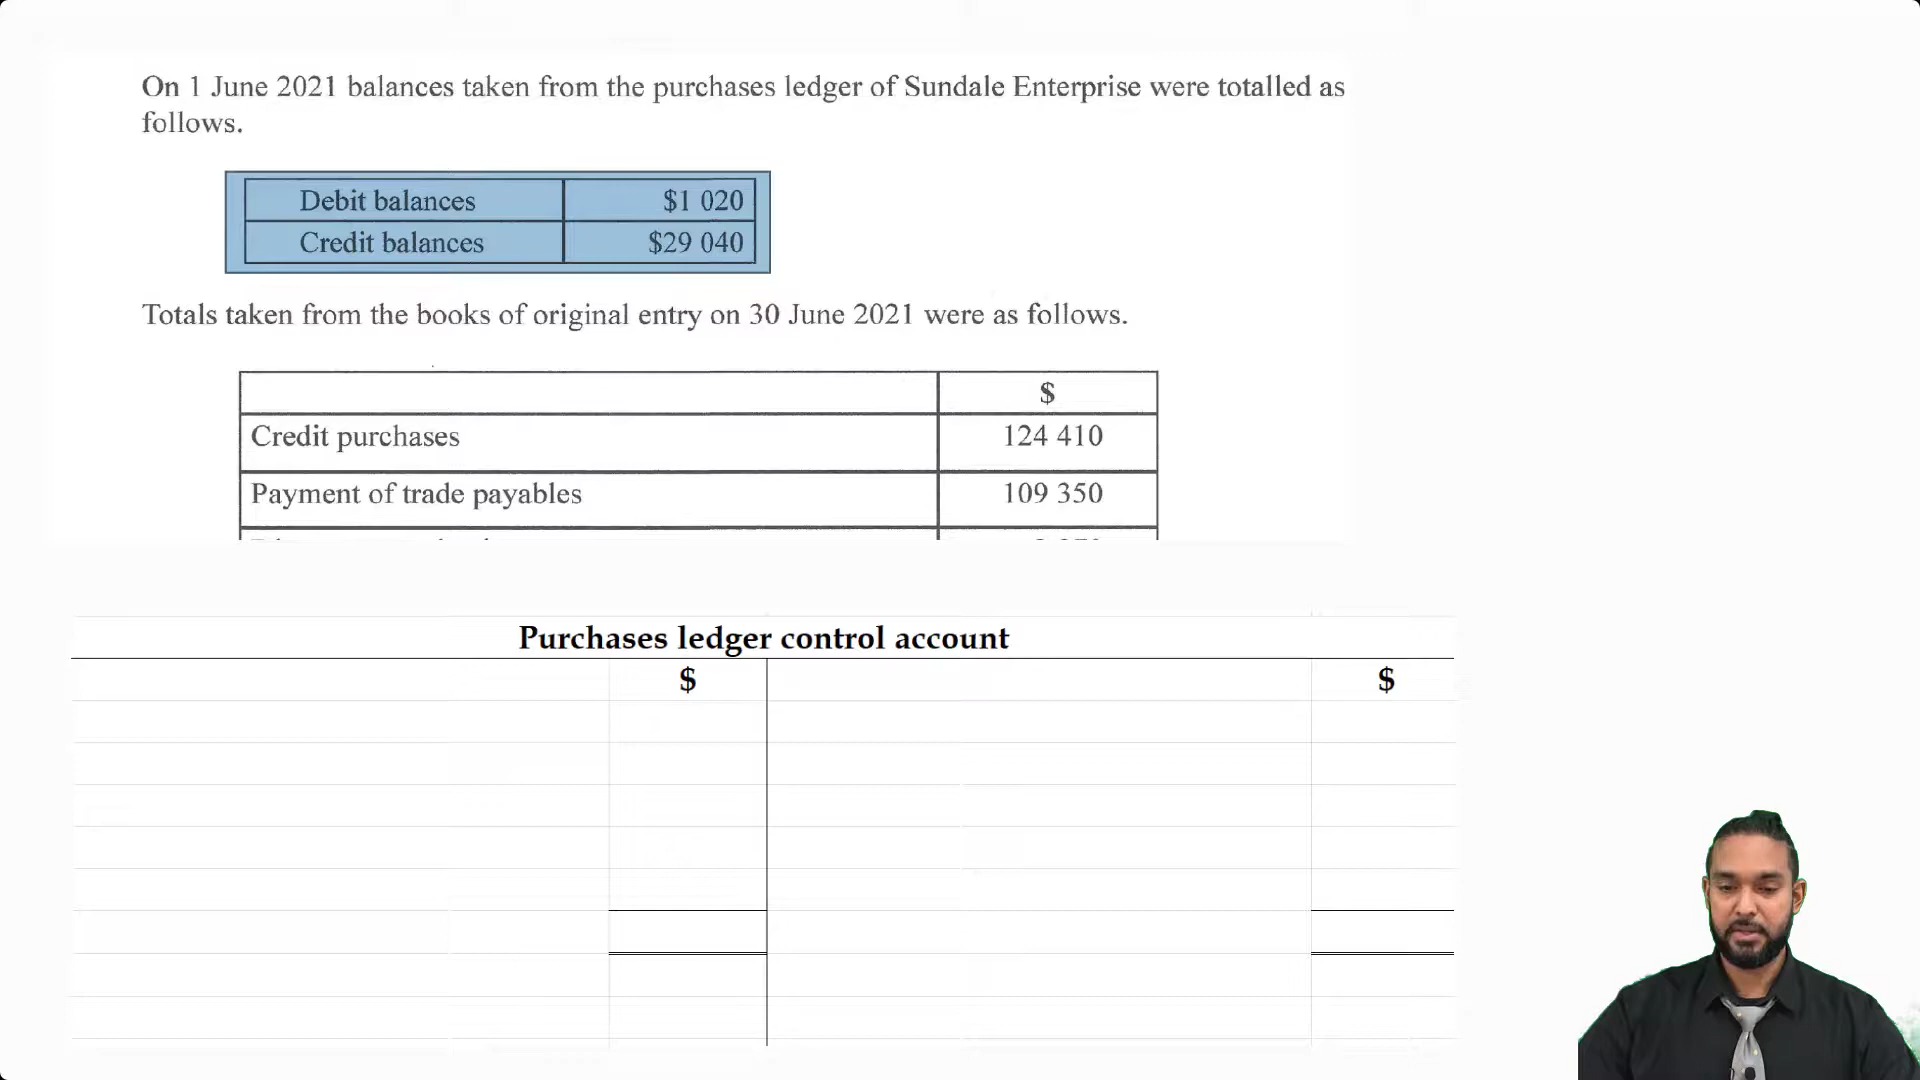 On 1 June 2021 balances taken from the purchases ledger of Sundale Enterprise were totalled as
follows.
Debit balances $1 020
Credit balances $29 040
Totals taken from the books of original entry on 30 June 2021 were as follows.
$
Credit purchases 124 410
Payment of trade payables 109 350
Purchases ledger control account
$ $